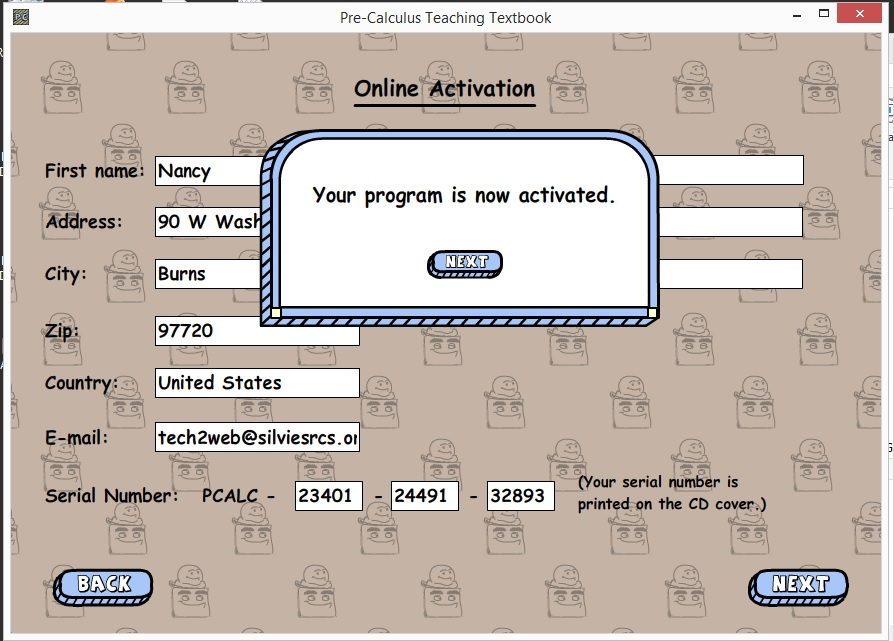 PC
Pre-Calculus Teaching Textbook
Online Activation
First name: Nancy
Your program is now activated.
Address: 90 W Wash
NEXT
City: Burns
Zip: 97720
Country: United States
E-mail: tech2web@silviesrcs.or
Serial Number: PCALC - 23401 - 24491 - 32893
(Your serial number is
printed on the CD cover.)
BACK
NEXT